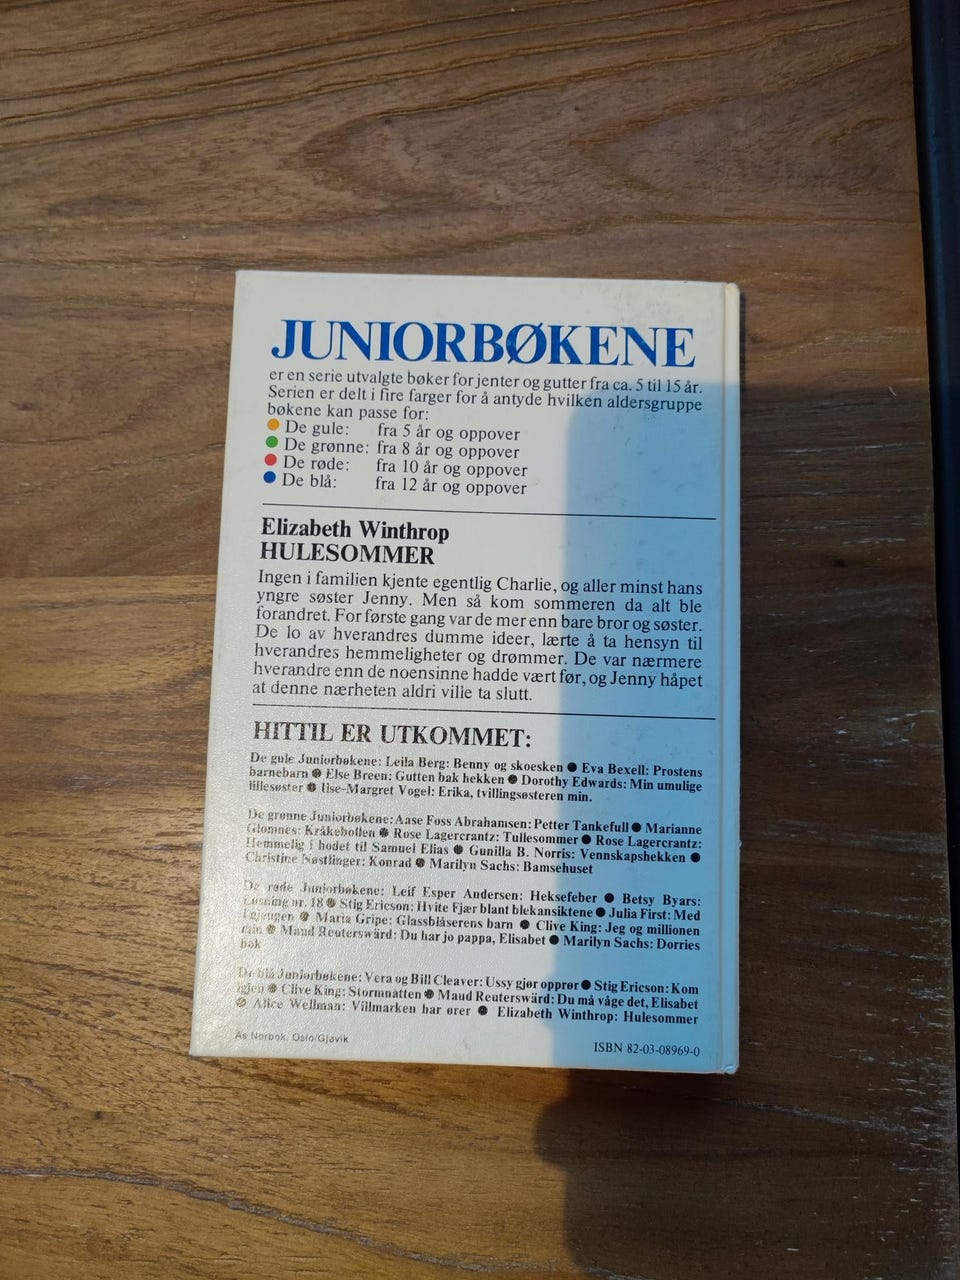 JUNIORBØKENE
er en serie utvalgte bøker for jenter og gutter fra ca. 5 til 15 år.
Serien er delt i fire farger for å antyde hvilken aldersgruppe
bøkene kan passe for:
● De gule: fra 5 år og oppover
● De grønne: fra 8 år og oppover
● De røde: fra 10 år og oppover
● De blå: fra 12 år og oppover
Elizabeth Winthrop
HULESOMMER
Ingen i familien kjente egentlig Charlie, og aller minst hans
yngre søster Jenny. Men så kom sommeren da alt ble
forandret. For første gang var de mer enn bare bror og søster.
De lo av hverandres dumme ideer, lærte å ta hensyn til
hverandres hemmeligheter og drømmer. De var nærmere
hverandre enn de noensinne hadde vært før, og Jenny håpet
at denne nærheten aldri ville ta slutt.
HITTIL ER UTKOMMET:
De gule Juniorbøkene: Leila Berg: Benny og skoesken ● Eva Bexell: Prostens
barnebarn ● Else Breen: Gutten bak hekken ● Dorothy Edwards: Min umulige
lillesøster ● Ilse-Margret Vogel: Erika, tvillingsøsteren min.
De grønne Juniorbøkene: Aase Foss Abrahamsen: Petter Tankefull ● Marianne
Glomnes: Kråkebollen ● Rose Lagercrantz: Tullesommer ● Rose Lagercrantz:
Hemmelig i hodet til Samuel Elias ● Gunilla B. Norris: Vennskapshekken ●
Christine Nøstlinger: Konrad ● Marilyn Sachs: Bamsehuset
De røde Juniorbøkene: Leif Esper Andersen: Heksefeber ● Betsy Byars:
Løsning nr. 18 ● Stig Ericson: Hvite Fjær blant blekansiktene ● Julia First: Med
i gjengen ● Maria Gripe: Glassblåserens barn ● Clive King: Jeg og millionen
min ● Maud Reuterswärd: Du har jo pappa, Elisabet ● Marilyn Sachs: Dorries
bok
De blå Juniorbøkene: Vera og Bill Cleaver: Ussy gjør opprør ● Stig Ericson: Kom
igjen ● Clive King: Stormnatten ● Maud Reuterswärd: Du må våge det, Elisabet
● Alice Wellman: Villmarken har ører ● Elizabeth Winthrop: Hulesommer
As Norbok, Oslo/Gjøvik
ISBN 82-03-08969-0